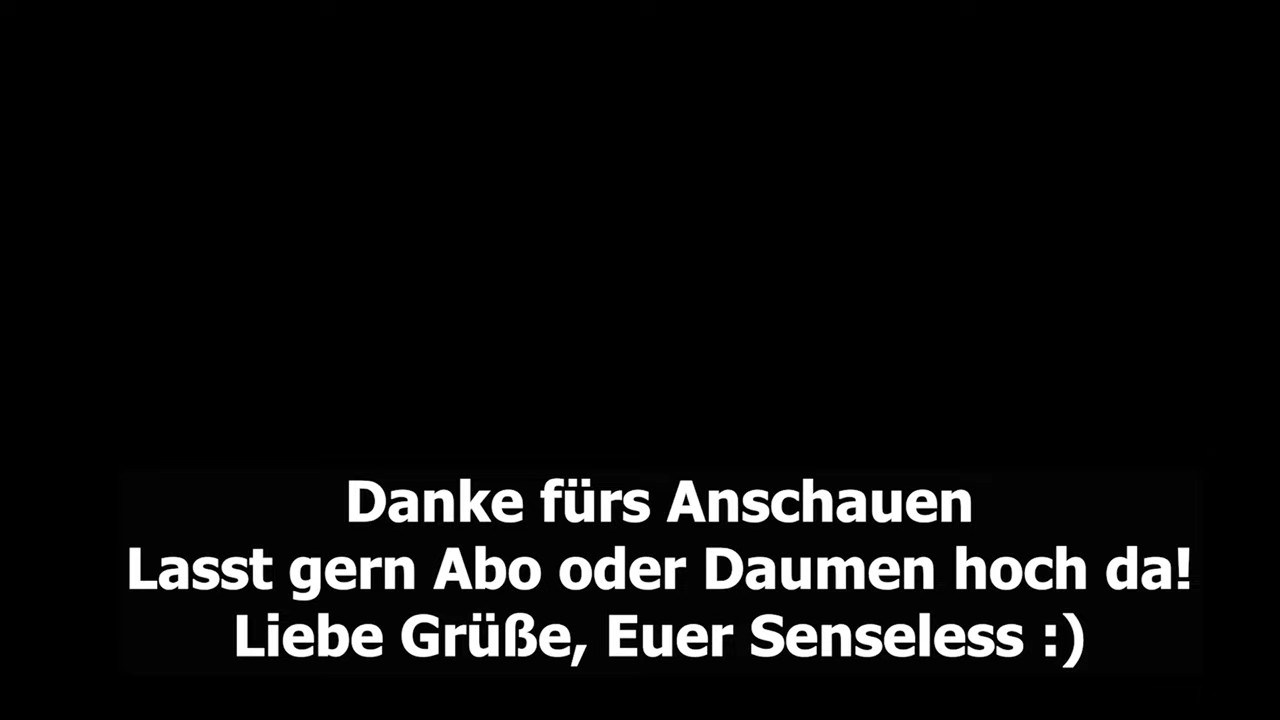 Danke fürs Anschauen
Lasst gern Abo oder Daumen hoch da!
Liebe Grüße, Euer Senseless :)